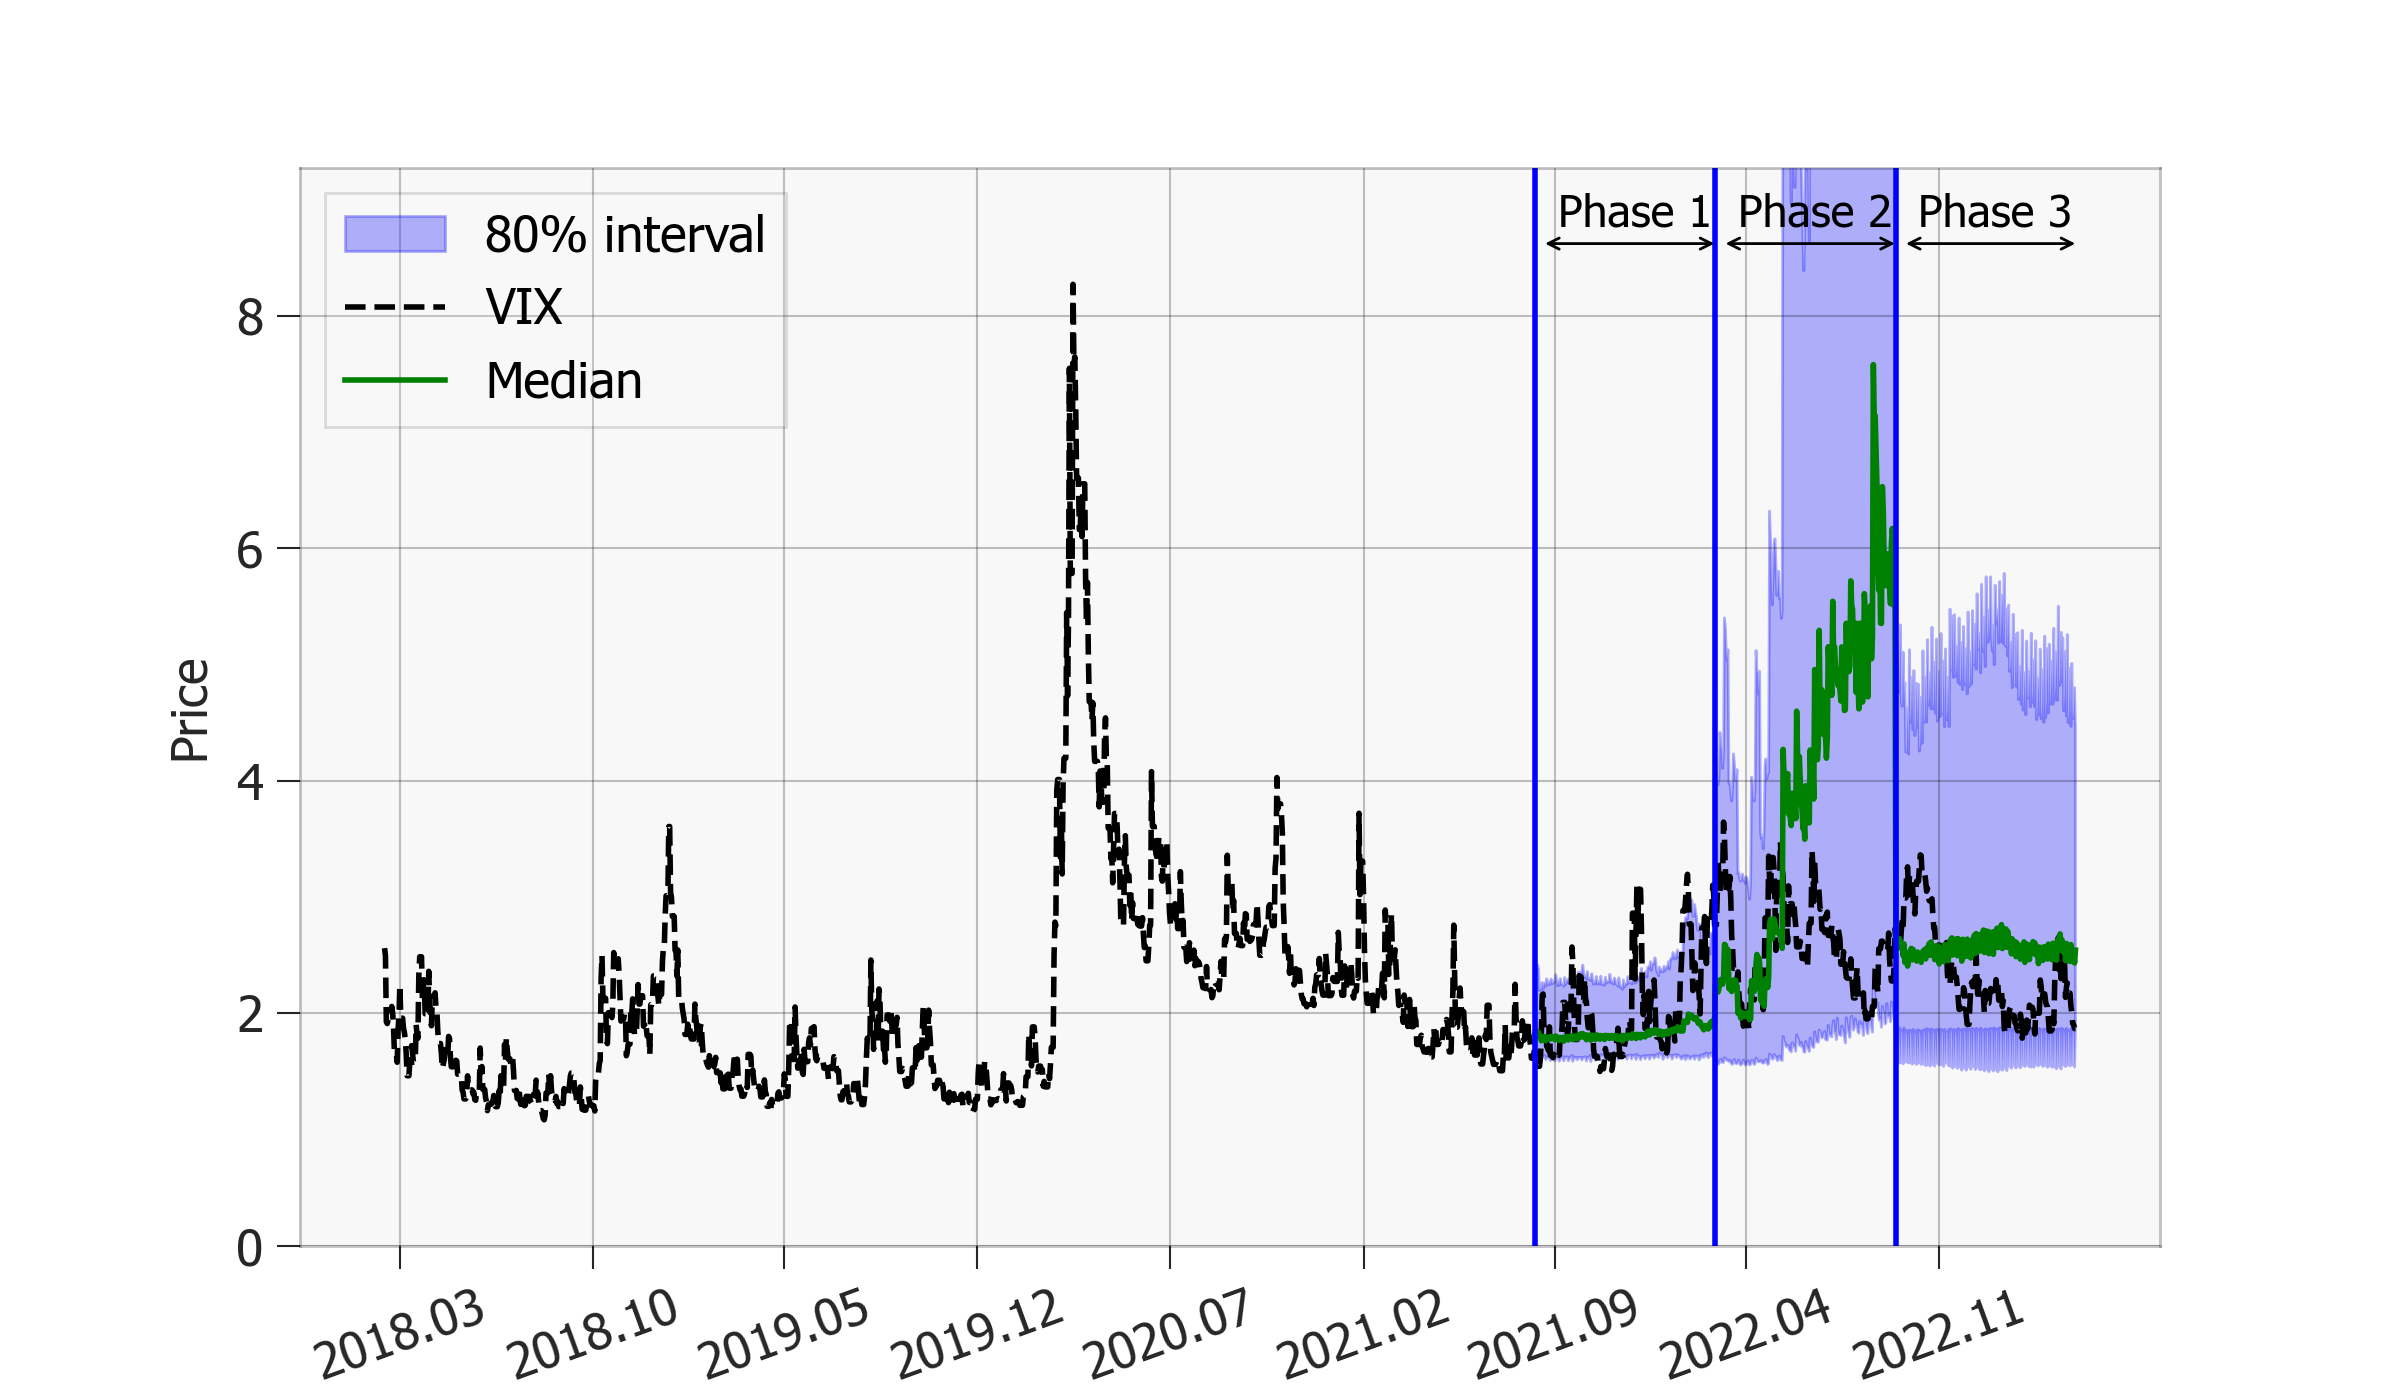 Phase 1
Phase 2
Phase 3
80% interval
VIX
Median
8
6
4
2
0
Price
2018.03
2018.10
2019.05
2019.12
2020.07
2021.02
2021.09
2022.04
2022.11